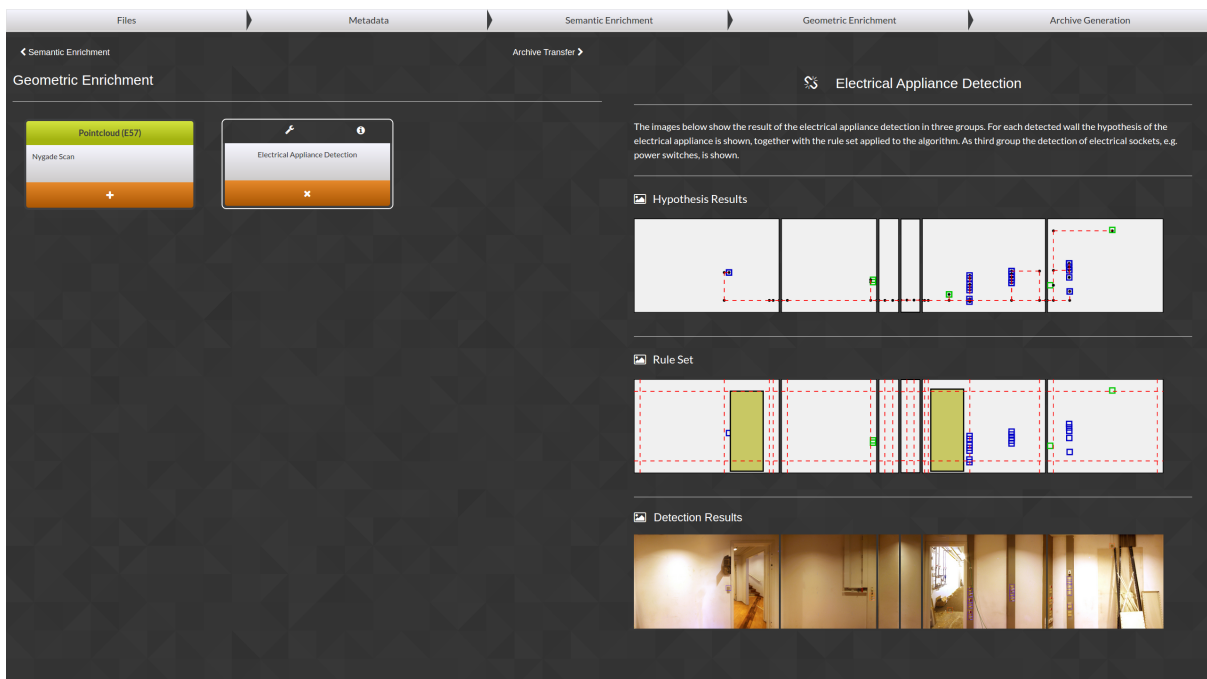 Files
Metadata
Semantic Enrichment
Geometric Enrichment
Archive Generation
Semantic Enrichment
Archive Transfer
Geometric Enrichment
Pointcloud (E57)
Nygade Scan
Electrical Appliance Detection
Electrical Appliance Detection
The images below show the result of the electrical appliance detection in three groups. For each detected wall the hypothesis of the
electrical appliance is shown, together with the rule set applied to the algorithm. As third group the detection of electrical sockets, e.g.
power switches, is shown.
Hypothesis Results
Rule Set
Detection Results